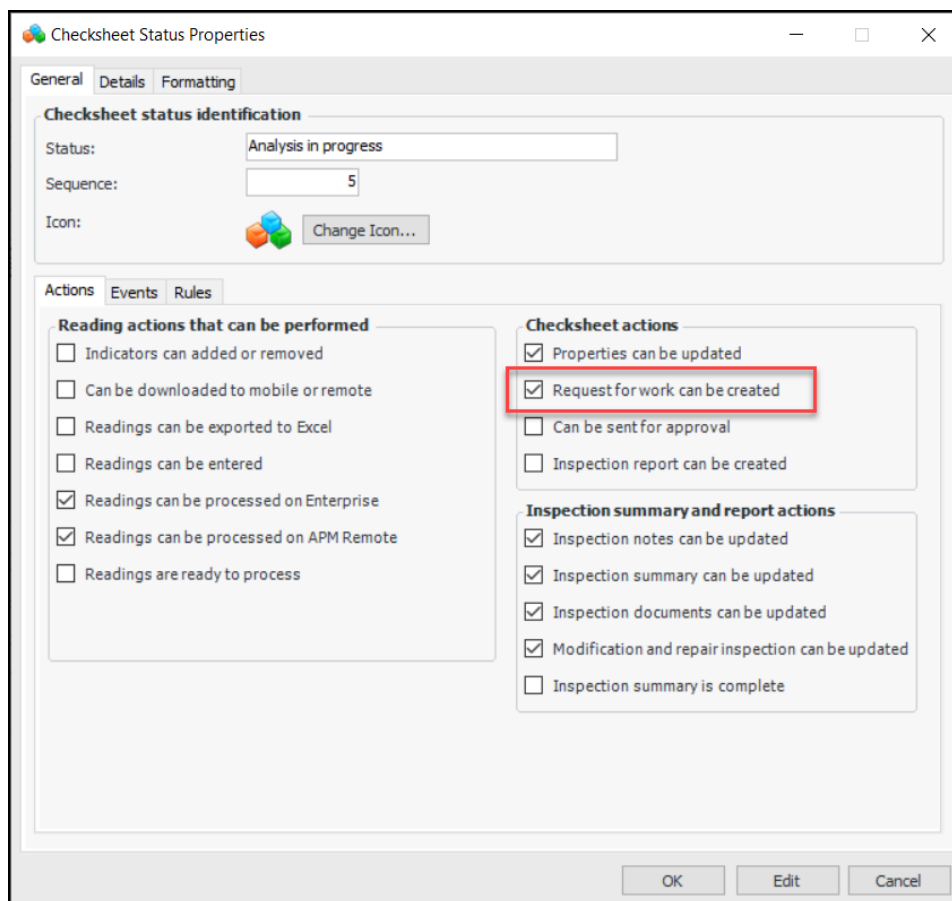 Checksheet Status Properties
General Details Formatting
Checksheet status identification
Status: Analysis in progress
Sequence: 5
Icon: Change Icon...
Actions Events Rules
Reading actions that can be performed
Indicators can added or removed
Can be downloaded to mobile or remote
Readings can be exported to Excel
Readings can be entered
Readings can be processed on Enterprise
Readings can be processed on APM Remote
Readings are ready to process
Checksheet actions
Properties can be updated
Request for work can be created
Can be sent for approval
Inspection report can be created
Inspection summary and report actions
Inspection notes can be updated
Inspection summary can be updated
Inspection documents can be updated
Modification and repair inspection can be updated
Inspection summary is complete
OK Edit Cancel